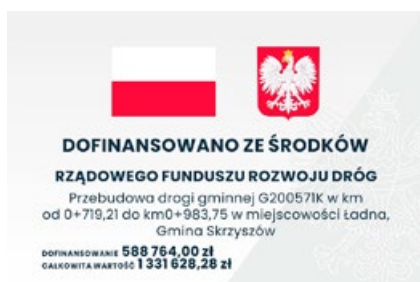 DOFINANSOWANO ZE ŚRODKÓW
RZĄDOWEGO FUNDUSZU ROZWOJU DRÓG
Przebudowa drogi gminnej G200571K w km
od 0+719,21 do km0+983,75 w miejscowości Ładna,
Gmina Skrzyszów
DOFINANSOWANIE 588 764,00 zł
CAŁKOWITA WARTOŚĆ 1 331 628,28 zł